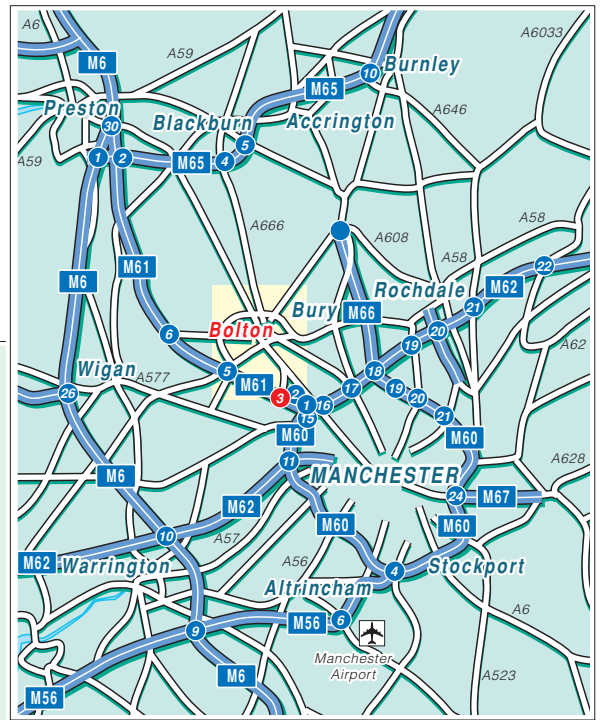 A6
A6033
M6
A59
10
Burnley
M65
Preston
A646
Blackburn
Accrington
30
5
A59
1
2
M65
4
A58
A666
A608
A58
22
M61
M6
Rochdale
M62
21
Bury
M66
6
Bolton
20
19
A62
Wigan
5
18
A577
M61
17
19
26
2
3
1
16
20
15
21
M60
M60
A628
11
MANCHESTER
M6
24
M67
M62
M60
M60
10
A57
M62
Warrington
A56
4
Stockport
Altrincham
A6
6
M56
9
Manchester
Airport
M6
A523
M56